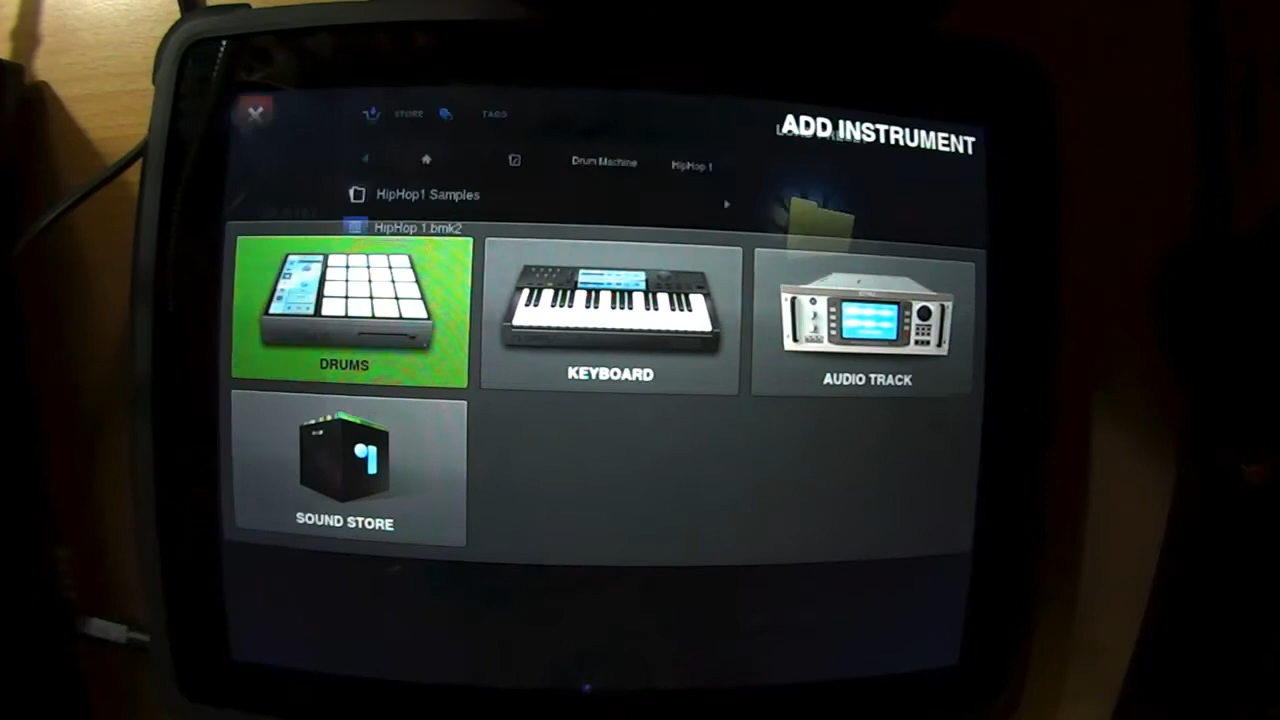 STORE TAGS
ADD INSTRUMENT
Drum Machine HipHop 1
HipHop1 Samples
HipHop 1.bmk2
DRUMS
KEYBOARD
AUDIO TRACK
SOUND STORE